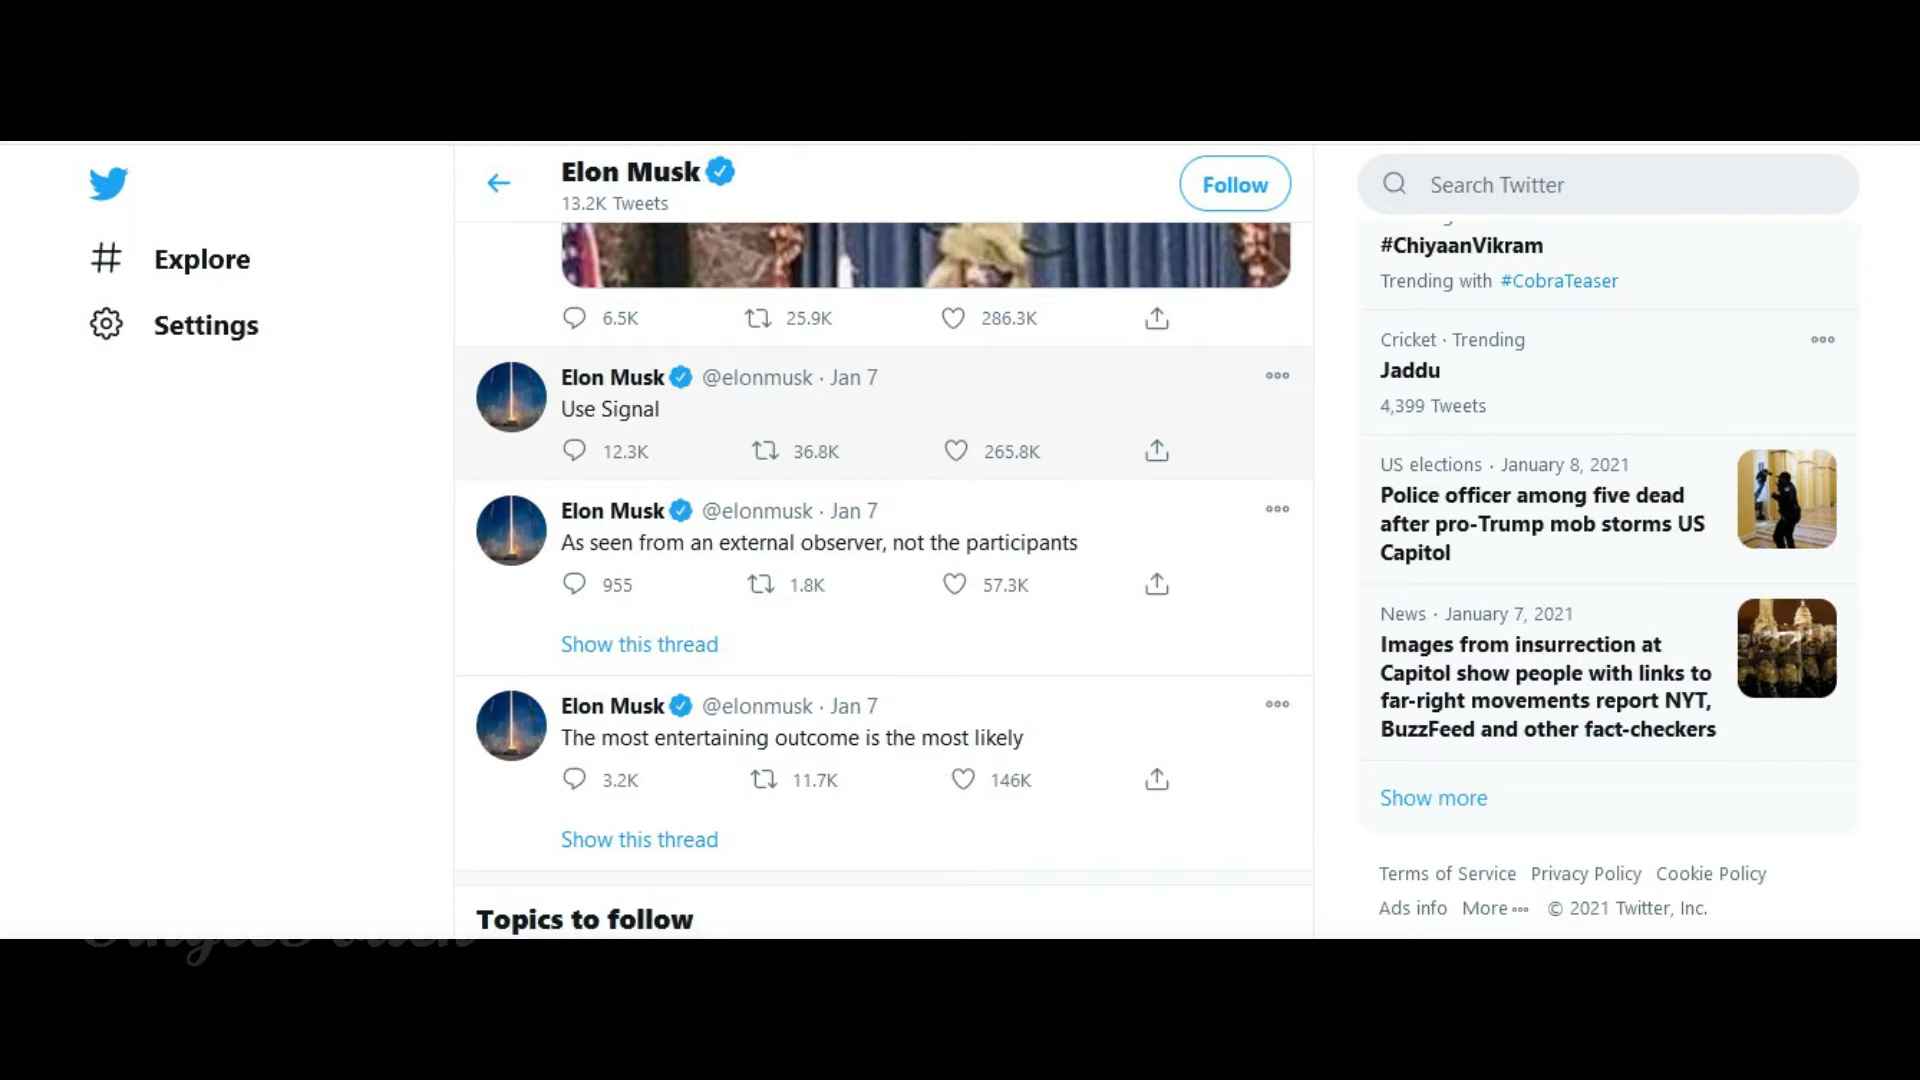 Elon Musk
13.2K Tweets
Follow
Search Twitter
Explore
Settings
6.5K 25.9K 286.3K
Elon Musk @elonmusk · Jan 7
Use Signal
12.3K 36.8K 265.8K
Elon Musk @elonmusk · Jan 7
As seen from an external observer, not the participants
955 1.8K 57.3K
Show this thread
Elon Musk @elonmusk · Jan 7
The most entertaining outcome is the most likely
3.2K 11.7K 146K
Show this thread
Topics to follow
#ChiyaanVikram
Trending with #CobraTeaser
Cricket · Trending
Jaddu
4,399 Tweets
US elections · January 8, 2021
Police officer among five dead
after pro-Trump mob storms US
Capitol
News · January 7, 2021
Images from insurrection at
Capitol show people with links to
far-right movements report NYT,
BuzzFeed and other fact-checkers
Show more
Terms of Service Privacy Policy Cookie Policy
Ads info More © 2021 Twitter, Inc.